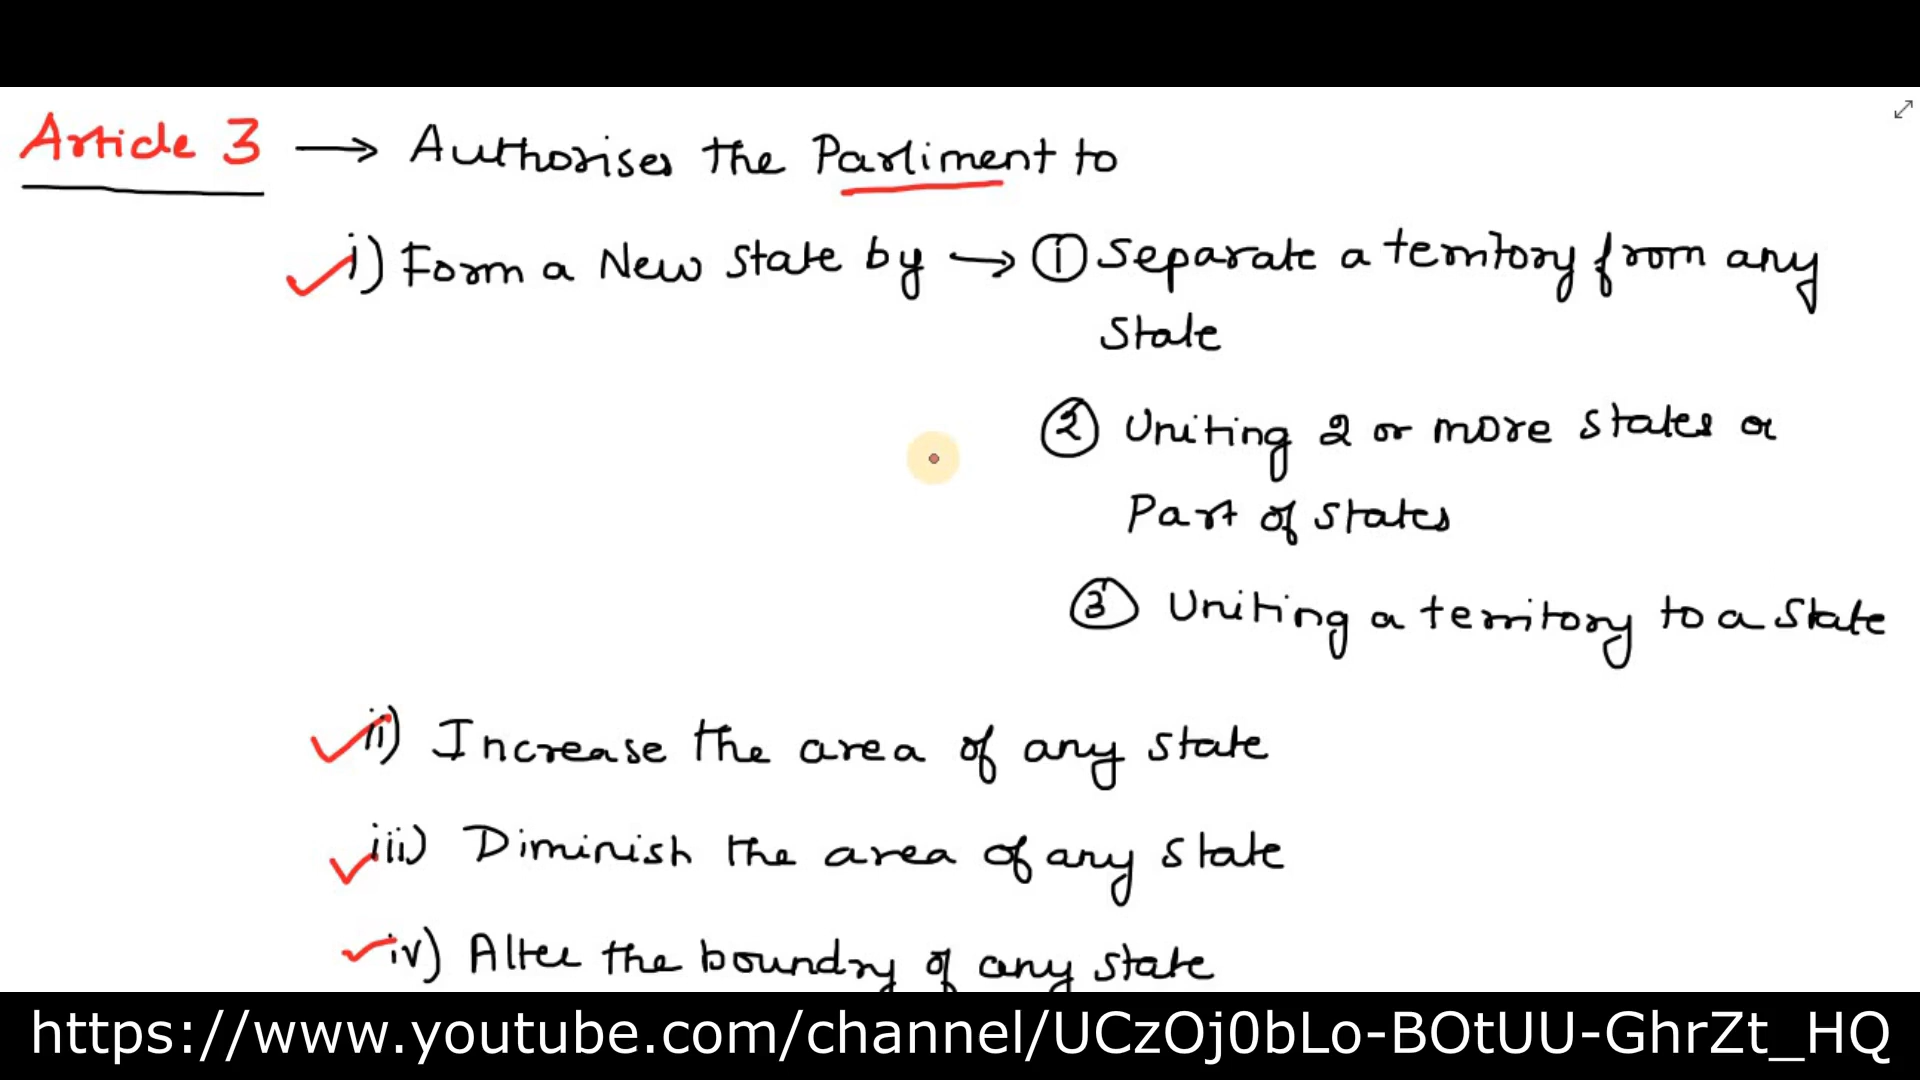 Article 3 → Authorises the Parliment to
i) Form a New state by → ① Separate a territory from any
state
② Uniting 2 or more states or
Part of states
③ Uniting a territory to a state
ii) Increase the area of any state
iii) Diminish the area of any state
iv) Alter the boundry of any state
https://www.youtube.com/channel/UCzOj0bLo-BOtUU-GhrZt_HQ